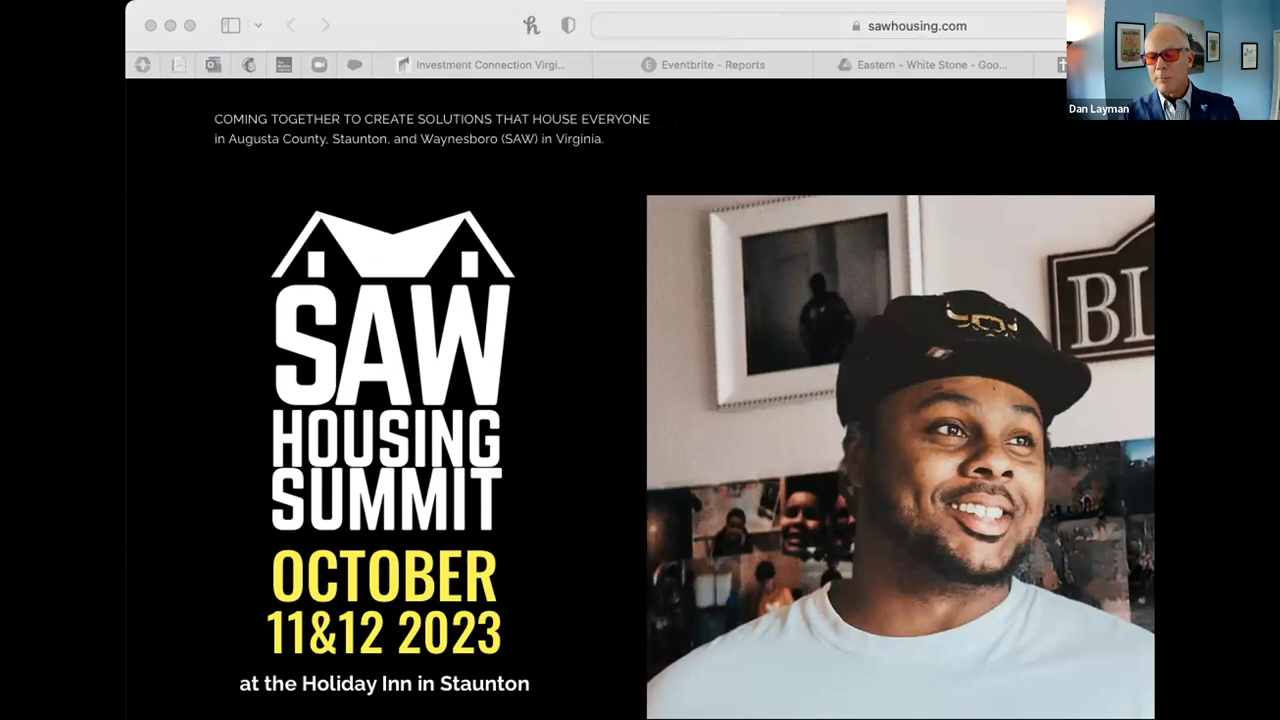 sawhousing.com
Investment Connection Virgi...
Eventbrite - Reports
Eastern - White Stone - Goo...
Dan Layman
COMING TOGETHER TO CREATE SOLUTIONS THAT HOUSE EVERYONE
in Augusta County, Staunton, and Waynesboro (SAW) in Virginia.
SAW
HOUSING
SUMMIT
OCTOBER
11&12 2023
at the Holiday Inn in Staunton
BL